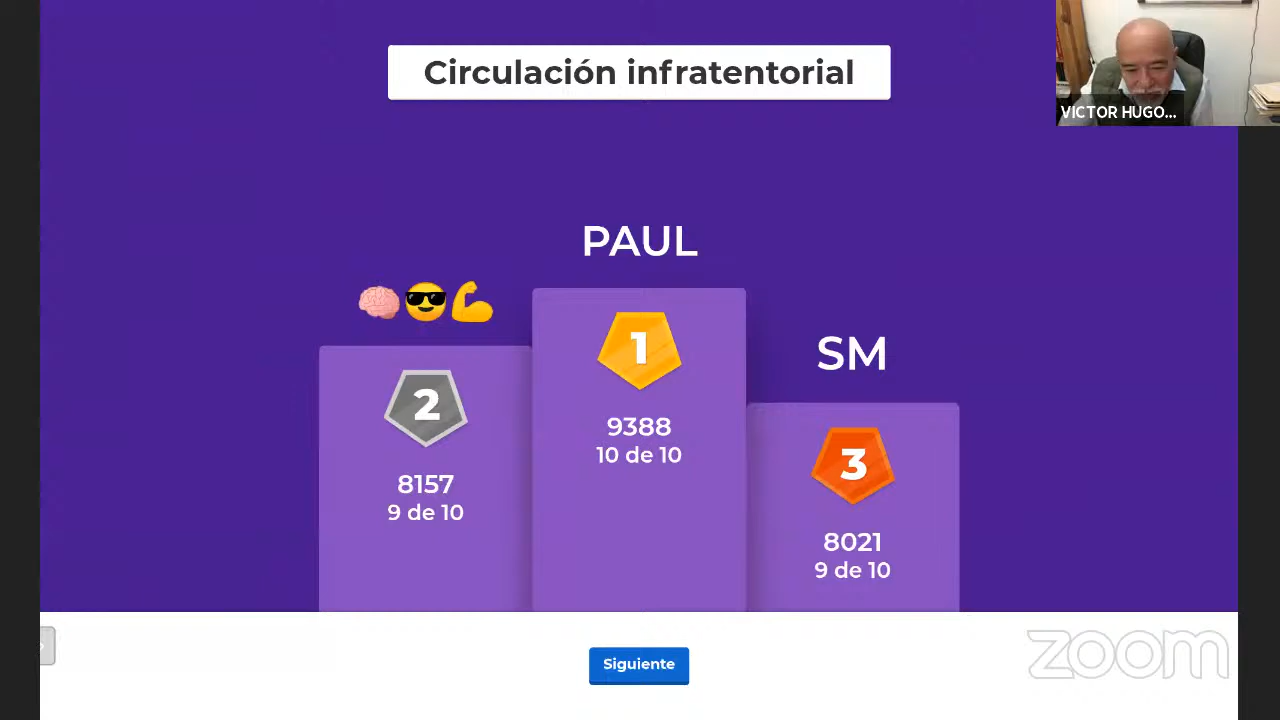 Circulación infratentorial
VICTOR HUGO...
PAUL
🧠😎💪
1
9388
10 de 10
SM
2
8157
9 de 10
3
8021
9 de 10
Siguiente
zoom